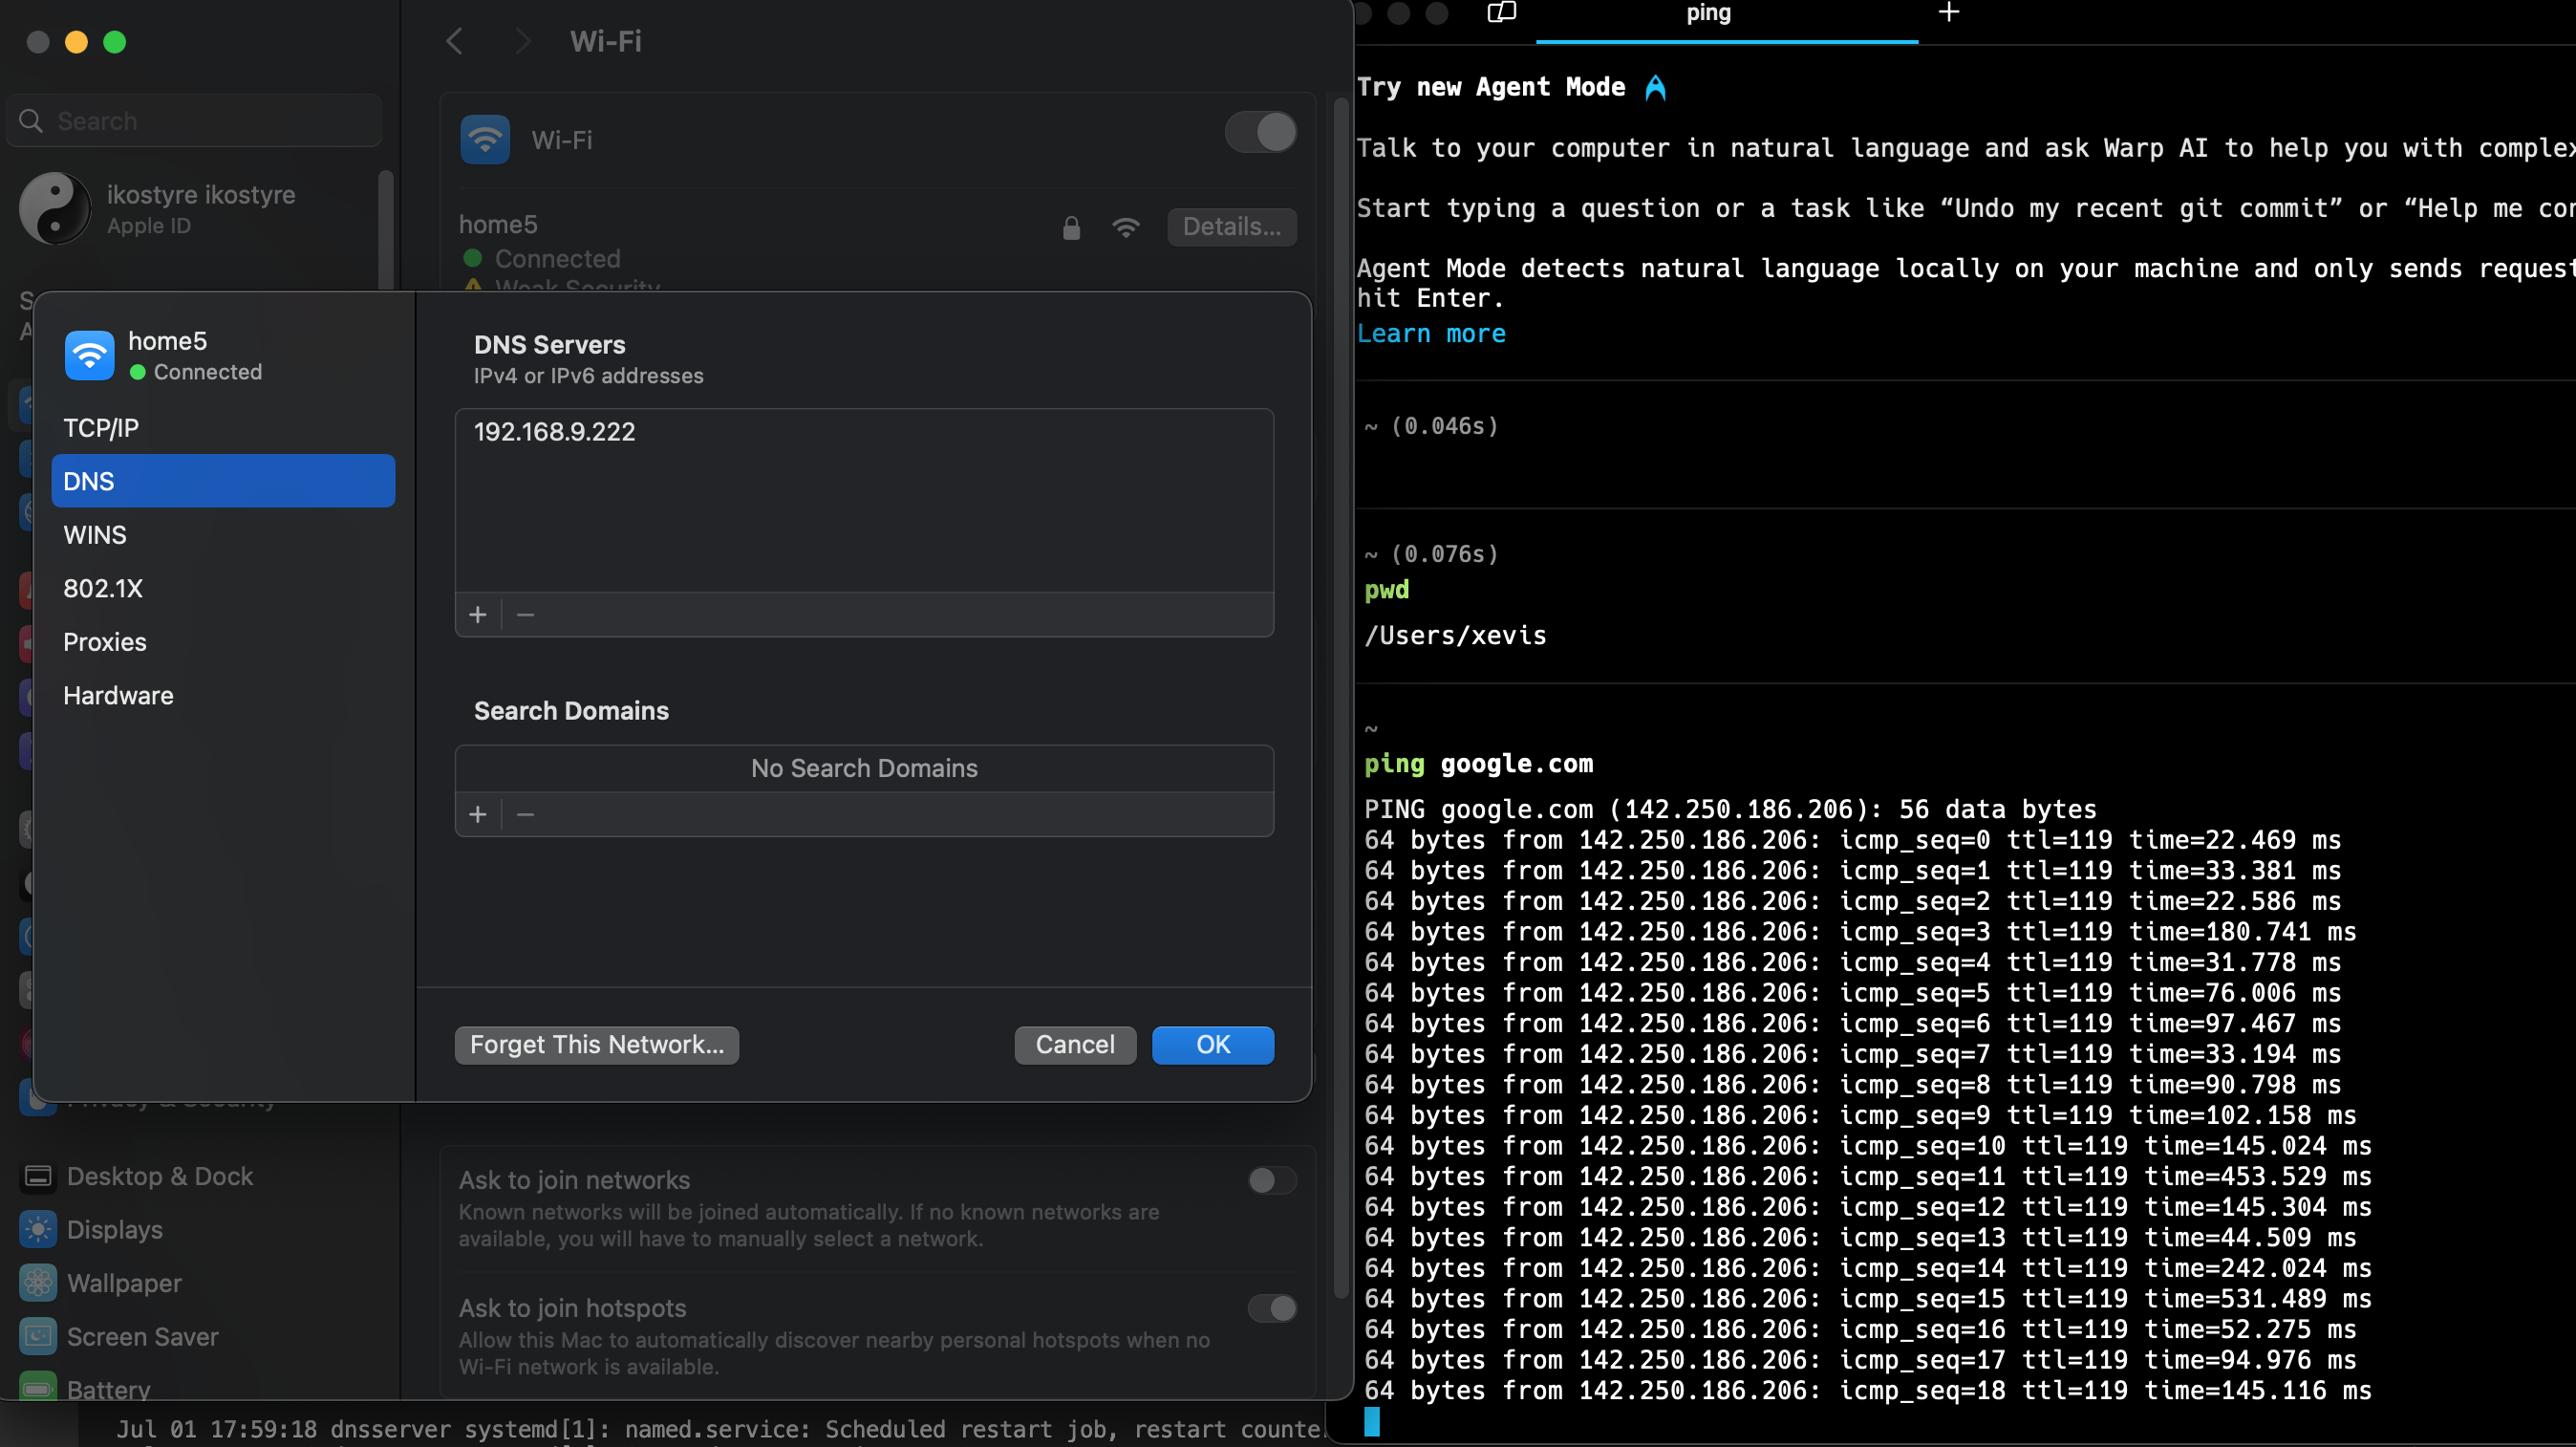 Wi-Fi
Search
ikostyre ikostyre
Apple ID
Wi-Fi
home5
Details...
Connected
Weak Security
home5
Connected
TCP/IP
DNS
WINS
802.1X
Proxies
Hardware
DNS Servers
IPv4 or IPv6 addresses
192.168.9.222
+ −
Search Domains
No Search Domains
+ −
Forget This Network...
Cancel
OK
Privacy & Security
Desktop & Dock
Displays
Wallpaper
Screen Saver
Battery
Ask to join networks
Known networks will be joined automatically. If no known networks are
available, you will have to manually select a network.
Ask to join hotspots
Allow this Mac to automatically discover nearby personal hotspots when no
Wi-Fi network is available.
Jul 01 17:59:18 dnsserver systemd[1]: named.service: Scheduled restart job, restart counte
ping
+
Try new Agent Mode
Talk to your computer in natural language and ask Warp AI to help you with complex
Start typing a question or a task like “Undo my recent git commit” or “Help me con
Agent Mode detects natural language locally on your machine and only sends request
hit Enter.
Learn more
~ (0.046s)
~ (0.076s)
pwd
/Users/xevis
~
ping google.com
PING google.com (142.250.186.206): 56 data bytes
64 bytes from 142.250.186.206: icmp_seq=0 ttl=119 time=22.469 ms
64 bytes from 142.250.186.206: icmp_seq=1 ttl=119 time=33.381 ms
64 bytes from 142.250.186.206: icmp_seq=2 ttl=119 time=22.586 ms
64 bytes from 142.250.186.206: icmp_seq=3 ttl=119 time=180.741 ms
64 bytes from 142.250.186.206: icmp_seq=4 ttl=119 time=31.778 ms
64 bytes from 142.250.186.206: icmp_seq=5 ttl=119 time=76.006 ms
64 bytes from 142.250.186.206: icmp_seq=6 ttl=119 time=97.467 ms
64 bytes from 142.250.186.206: icmp_seq=7 ttl=119 time=33.194 ms
64 bytes from 142.250.186.206: icmp_seq=8 ttl=119 time=90.798 ms
64 bytes from 142.250.186.206: icmp_seq=9 ttl=119 time=102.158 ms
64 bytes from 142.250.186.206: icmp_seq=10 ttl=119 time=145.024 ms
64 bytes from 142.250.186.206: icmp_seq=11 ttl=119 time=453.529 ms
64 bytes from 142.250.186.206: icmp_seq=12 ttl=119 time=145.304 ms
64 bytes from 142.250.186.206: icmp_seq=13 ttl=119 time=44.509 ms
64 bytes from 142.250.186.206: icmp_seq=14 ttl=119 time=242.024 ms
64 bytes from 142.250.186.206: icmp_seq=15 ttl=119 time=531.489 ms
64 bytes from 142.250.186.206: icmp_seq=16 ttl=119 time=52.275 ms
64 bytes from 142.250.186.206: icmp_seq=17 ttl=119 time=94.976 ms
64 bytes from 142.250.186.206: icmp_seq=18 ttl=119 time=145.116 ms